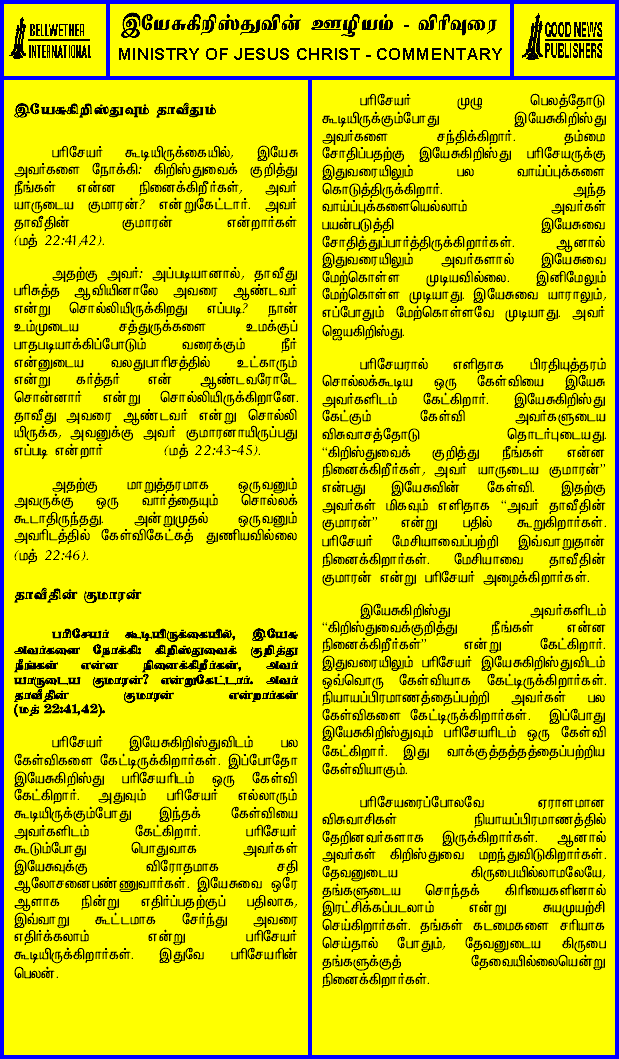 BELLWETHER
INTERNATIONAL
இயேசுகிறிஸ்துவின் ஊழியம் - விரிவுரை
MINISTRY OF JESUS CHRIST - COMMENTARY
GOOD NEWS
PUBLISHERS
இயேசுகிறிஸ்துவும் தாவீதும்
பரிசேயர் கூடியிருக்கையில், இயேசு
அவர்களை நோக்கி: கிறிஸ்துவைக் குறித்து
நீங்கள் என்ன நினைக்கிறீர்கள், அவர்
யாருடைய குமாரன்? என்றுகேட்டார். அவர்
தாவீதின் குமாரன் என்றார்கள்
(மத் 22:41,42).
அதற்கு அவர்: அப்படியானால், தாவீது
பரிசுத்த ஆவியினாலே அவரை ஆண்டவர்
என்று சொல்லியிருக்கிறது எப்படி? நான்
உம்முடைய சத்துருக்களை உமக்குப்
பாதபடியாக்கிப்போடும் வரைக்கும் நீர்
என்னுடைய வலதுபாரிசத்தில் உட்காரும்
என்று கர்த்தர் என் ஆண்டவரோடே
சொன்னார் என்று சொல்லியிருக்கிறானே.
தாவீது அவரை ஆண்டவர் என்று சொல்லி
யிருக்க, அவனுக்கு அவர் குமாரனாயிருப்பது
எப்படி என்றார் (மத் 22:43-45).
அதற்கு மாறுத்தரமாக ஒருவனும்
அவருக்கு ஒரு வார்த்தையும் சொல்லக்
கூடாதிருந்தது. அன்றுமுதல் ஒருவனும்
அவரிடத்தில் கேள்விகேட்கத் துணியவில்லை
(மத் 22:46).
தாவீதின் குமாரன்
பரிசேயர் கூடியிருக்கையில், இயேசு
அவர்களை நோக்கி: கிறிஸ்துவைக் குறித்து
நீங்கள் என்ன நினைக்கிறீர்கள், அவர்
யாருடைய குமாரன்? என்றுகேட்டார். அவர்
தாவீதின் குமாரன் என்றார்கள்
(மத் 22:41,42).
பரிசேயர் இயேசுகிறிஸ்துவிடம் பல
கேள்விகளை கேட்டிருக்கிறார்கள். இப்போதோ
இயேசுகிறிஸ்து பரிசேயரிடம் ஒரு கேள்வி
கேட்கிறார். அதுவும் பரிசேயர் எல்லாரும்
கூடியிருக்கும்போது இந்தக் கேள்வியை
அவர்களிடம் கேட்கிறார். பரிசேயர்
கூடும்போது பொதுவாக அவர்கள்
இயேசுவுக்கு விரோதமாக சதி
ஆலோசனைபண்ணுவார்கள். இயேசுவை ஒரே
ஆளாக நின்று எதிர்ப்பதற்குப் பதிலாக,
இவ்வாறு கூட்டமாக சேர்ந்து அவரை
எதிர்க்கலாம் என்று பரிசேயர்
கூடியிருக்கிறார்கள். இதுவே பரிசேயரின்
பெலன்.
பரிசேயர் முழு பெலத்தோடு
கூடியிருக்கும்போது இயேசுகிறிஸ்து
அவர்களை சந்திக்கிறார். தம்மை
சோதிப்பதற்கு இயேசுகிறிஸ்து பரிசேயருக்கு
இதுவரையிலும் பல வாய்ப்புக்களை
கொடுத்திருக்கிறார். அந்த
வாய்ப்புக்களையெல்லாம் அவர்கள்
பயன்படுத்தி இயேசுவை
சோதித்துப்பார்த்திருக்கிறார்கள். ஆனால்
இதுவரையிலும் அவர்களால் இயேசுவை
மேற்கொள்ள முடியவில்லை. இனிமேலும்
மேற்கொள்ள முடியாது. இயேசுவை யாராலும்,
எப்போதும் மேற்கொள்ளவே முடியாது. அவர்
ஜெயகிறிஸ்து.
பரிசேயரால் எளிதாக பிரதியுத்தரம்
சொல்லக்கூடிய ஒரு கேள்வியை இயேசு
அவர்களிடம் கேட்கிறார். இயேசுகிறிஸ்து
கேட்கும் கேள்வி அவர்களுடைய
விசுவாசத்தோடு தொடர்புடையது.
“கிறிஸ்துவைக் குறித்து நீங்கள் என்ன
நினைக்கிறீர்கள், அவர் யாருடைய குமாரன்”
என்பது இயேசுவின் கேள்வி. இதற்கு
அவர்கள் மிகவும் எளிதாக “அவர் தாவீதின்
குமாரன்” என்று பதில் கூறுகிறார்கள்.
பரிசேயர் மேசியாவைப்பற்றி இவ்வாறுதான்
நினைக்கிறார்கள். மேசியாவை தாவீதின்
குமாரன் என்று பரிசேயர் அழைக்கிறார்கள்.
இயேசுகிறிஸ்து அவர்களிடம்
“கிறிஸ்துவைக்குறித்து நீங்கள் என்ன
நினைக்கிறீர்கள்” என்று கேட்கிறார்.
இதுவரையிலும் பரிசேயர் இயேசுகிறிஸ்துவிடம்
ஒவ்வொரு கேள்வியாக கேட்டிருக்கிறார்கள்.
நியாயப்பிரமாணத்தைப்பற்றி அவர்கள் பல
கேள்விகளை கேட்டிருக்கிறார்கள். இப்போது
இயேசுகிறிஸ்துவும் பரிசேயரிடம் ஒரு கேள்வி
கேட்கிறார். இது வாக்குத்தத்தத்தைப்பற்றிய
கேள்வியாகும்.
பரிசேயரைப்போலவே ஏராளமான
விசுவாசிகள் நியாயப்பிரமாணத்தில்
தேறினவர்களாக இருக்கிறார்கள். ஆனால்
அவர்கள் கிறிஸ்துவை மறந்துவிடுகிறார்கள்.
தேவனுடைய கிருபையில்லாமலேயே,
தங்களுடைய சொந்தக் கிரியைகளினால்
இரட்சிக்கப்படலாம் என்று சுயமுயற்சி
செய்கிறார்கள். தங்கள் கடமைகளை சரியாக
செய்தால் போதும், தேவனுடைய கிருபை
தங்களுக்குத் தேவையில்லையென்று
நினைக்கிறார்கள்.